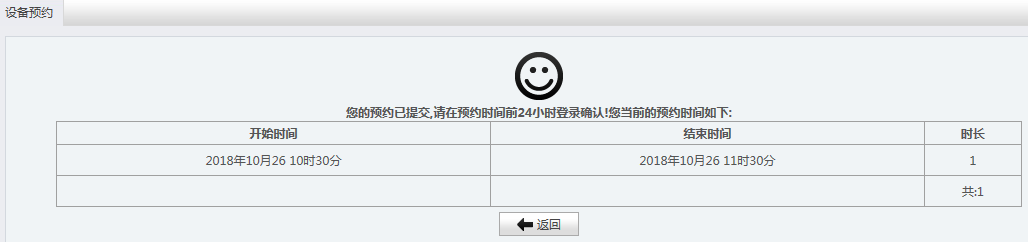 设备预约
您的预约已提交,请在预约时间前24小时登录确认!您当前的预约时间如下:
开始时间 结束时间 时长
2018年10月26 10时30分 2018年10月26 11时30分 1
共:1
返回